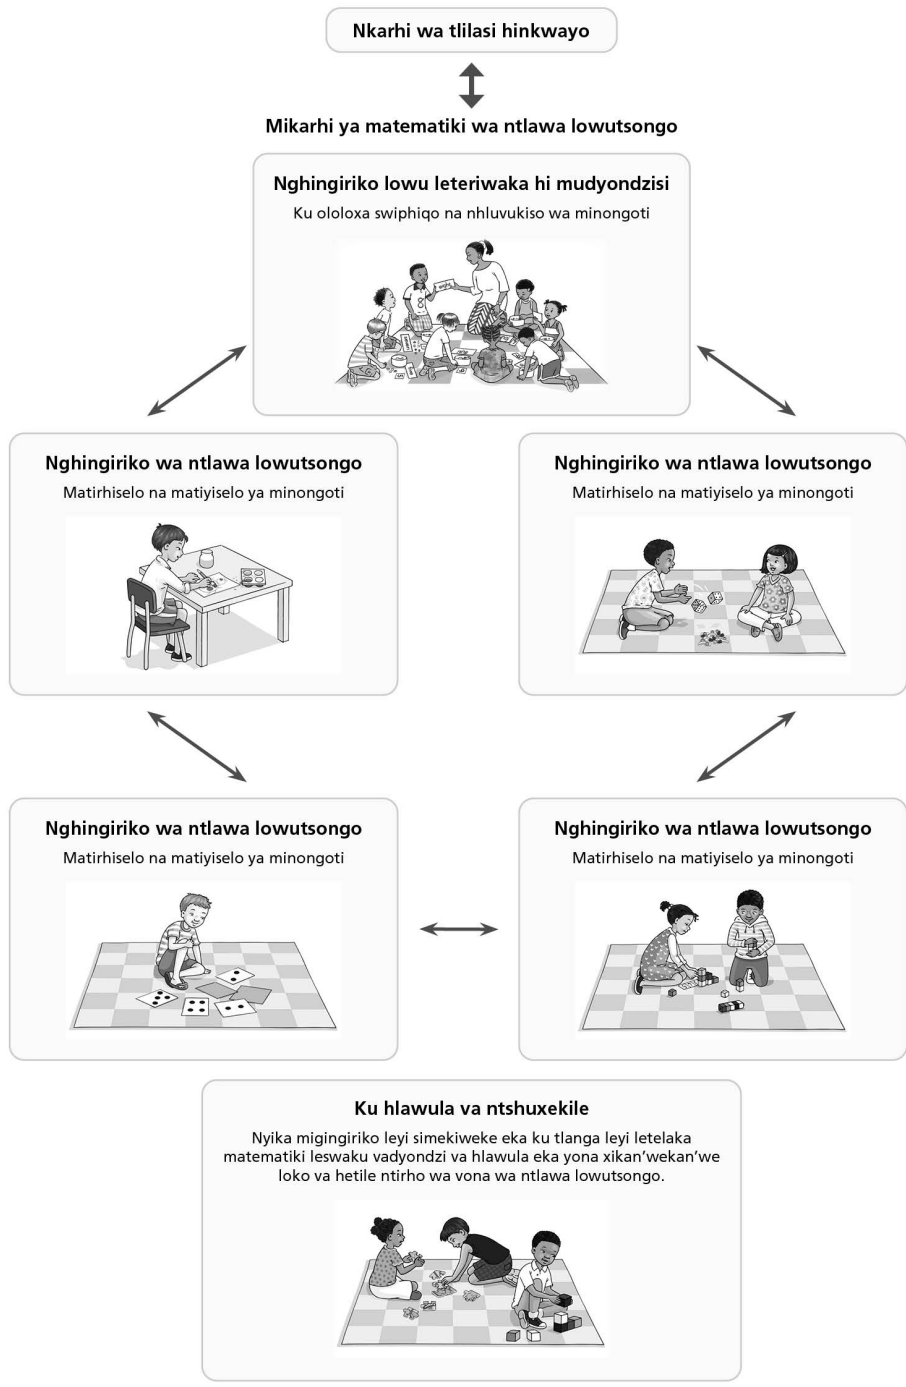 Nkarhi wa tlilasi hinkwayo
Mikarhi ya matematiki wa ntlawa lowutsongo
Nghingiriko lowu leteriwaka hi mudyondzisi
Ku ololoxa swiphiqo na nhluvukiso wa minongoti
Nghingiriko wa ntlawa lowutsongo
Matirhiselo na matiyiselo ya minongoti
Nghingiriko wa ntlawa lowutsongo
Matirhiselo na matiyiselo ya minongoti
Nghingiriko wa ntlawa lowutsongo
Matirhiselo na matiyiselo ya minongoti
Nghingiriko wa ntlawa lowutsongo
Matirhiselo na matiyiselo ya minongoti
Ku hlawula va ntshuxekile
Nyika migingiriko leyi simekiweke eka ku tlanga leyi letelaka
matematiki leswaku vadyondzi va hlawula eka yona xikan’wekan’we
loko va hetile ntirho wa vona wa ntlawa lowutsongo.